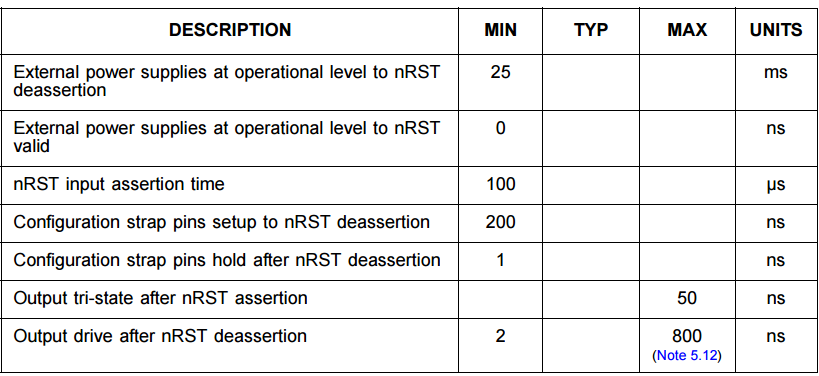 DESCRIPTION MIN TYP MAX UNITS
External power supplies at operational level to nRST 25 ms
deassertion
External power supplies at operational level to nRST 0 ns
valid
nRST input assertion time 100 µs
Configuration strap pins setup to nRST deassertion 200 ns
Configuration strap pins hold after nRST deassertion 1 ns
Output tri-state after nRST assertion 50 ns
Output drive after nRST deassertion 2 800 ns
(Note 5.12)